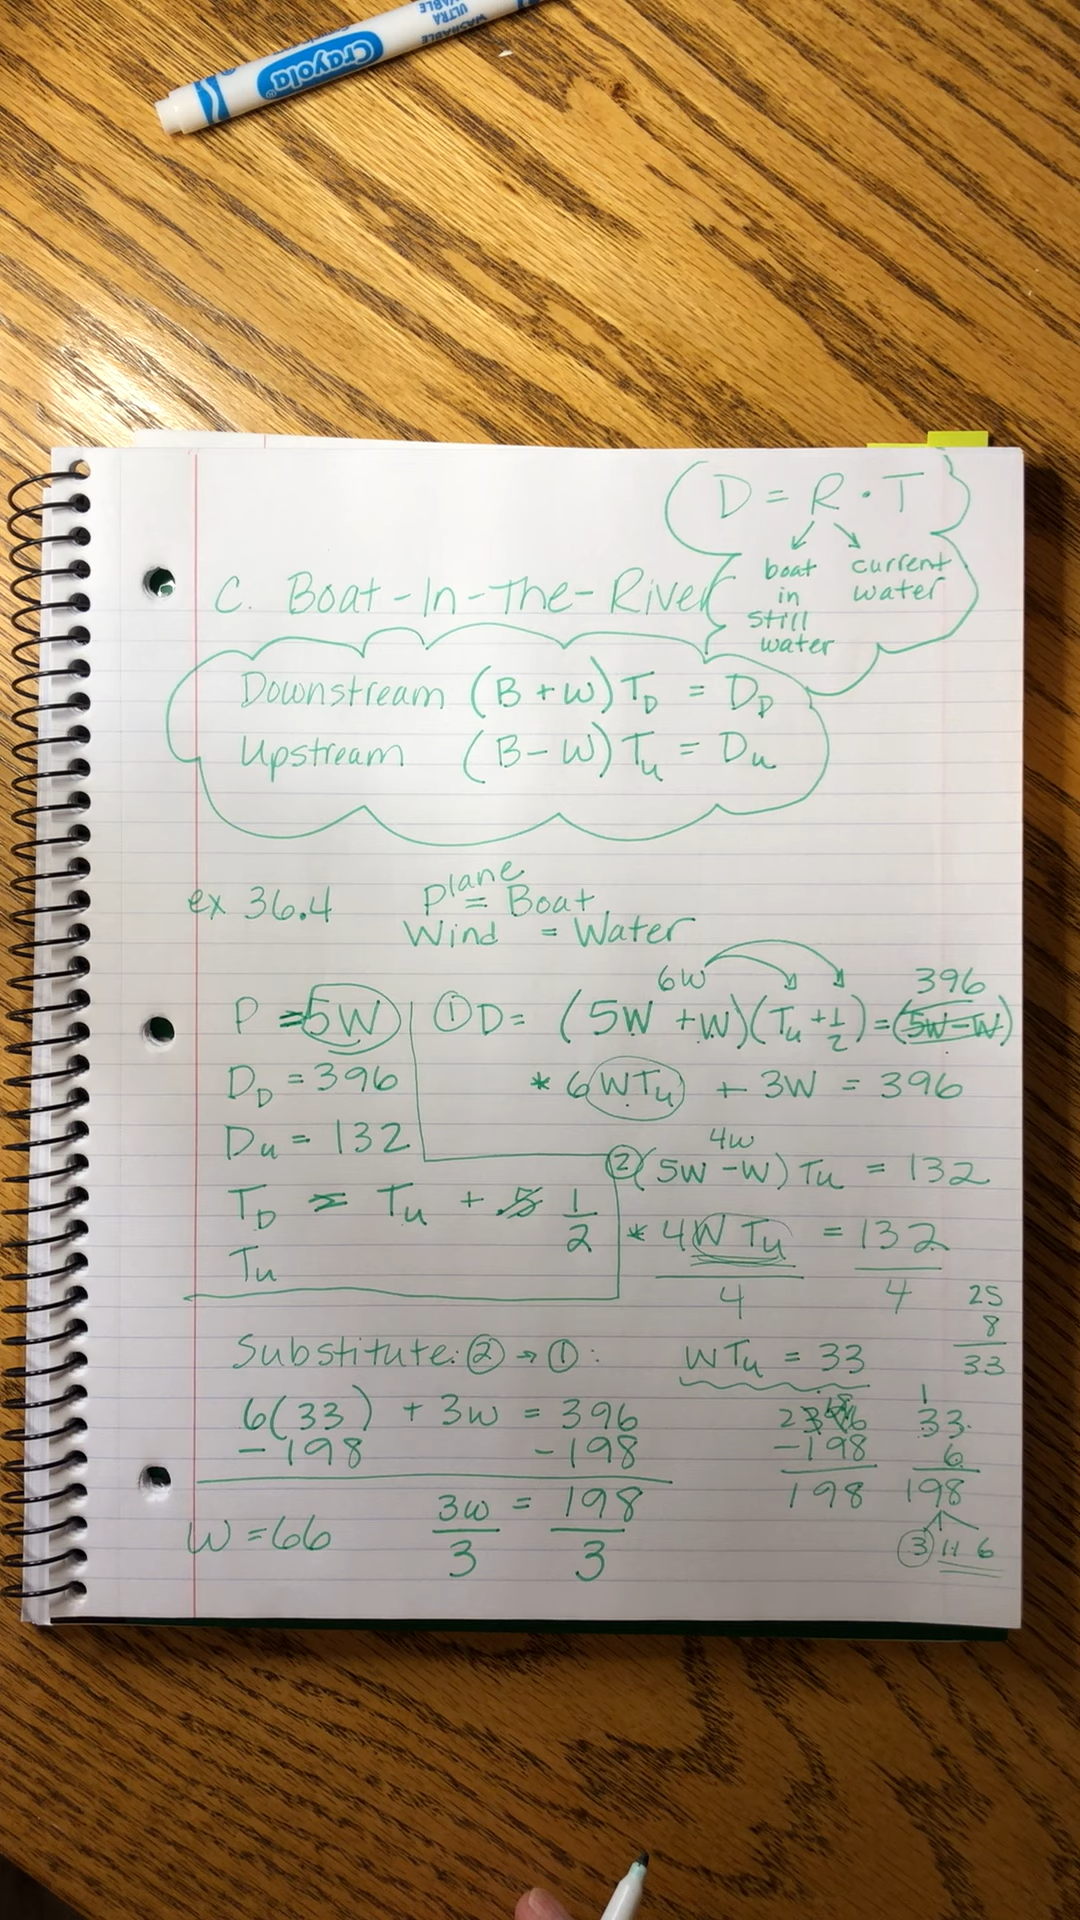 Crayola
ULTRA
WASHABLE
D = R · T
boat in still water
current water
C. Boat-In-The-River
Downstream (B + W) T_D = D_D
Upstream (B - W) T_u = D_u
ex 36.4
Plane = Boat
Wind = Water
P = 5W
D_D = 396
D_u = 132
T_D = T_u + 1/2
T_u
6W
396
① D = (5W + W)(T_u + 1/2) = (5W - W)
* 6 W T_u + 3W = 396
4W
② (5W - W) T_u = 132
* 4 W T_u = 132
4 4
25
8
33
Substitute: ② → ① :
W T_u = 33
6(33) + 3W = 396
- 198 - 198
3W = 198
3 3
W = 66
- 198
198
1
33
6
198
3 11 6